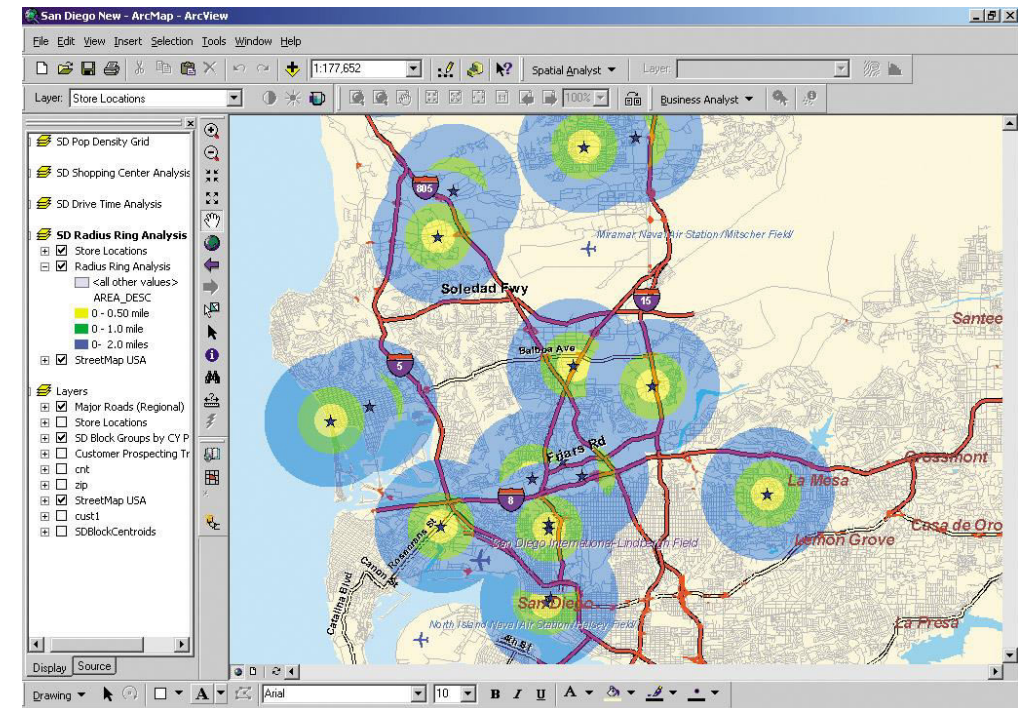 San Diego New - ArcMap - ArcView
File Edit View Insert Selection Tools Window Help
1:177,652
Spatial Analyst
Layer:
Layer: Store Locations
100%
Business Analyst
SD Pop Density Grid
SD Shopping Center Analysis
SD Drive Time Analysis
SD Radius Ring Analysis
Store Locations
Radius Ring Analysis
<all other values>
AREA_DESC
0 - 0.50 mile
0 - 1.0 mile
0- 2.0 miles
StreetMap USA
Layers
Major Roads (Regional)
Store Locations
SD Block Groups by CY P
Customer Prospecting Tr
cnt
zip
StreetMap USA
cust1
SDBlockCentroids
Display
Source
805
Miramar Naval Air Station/Mitscher Field/
Soledad Fwy
15
Santee
Balboa Ave
5
Friars Rd
Grossmont
La Mesa
8
Rosecrans St
Casa de Oro
San Diego International-Lindbergh Field
Lemon Grove
Canon St
Catalina Blvd
San Diego
North Island Naval Air Station/Halsey Field/
La Presa
Drawing
A
Arial
10
B I U A